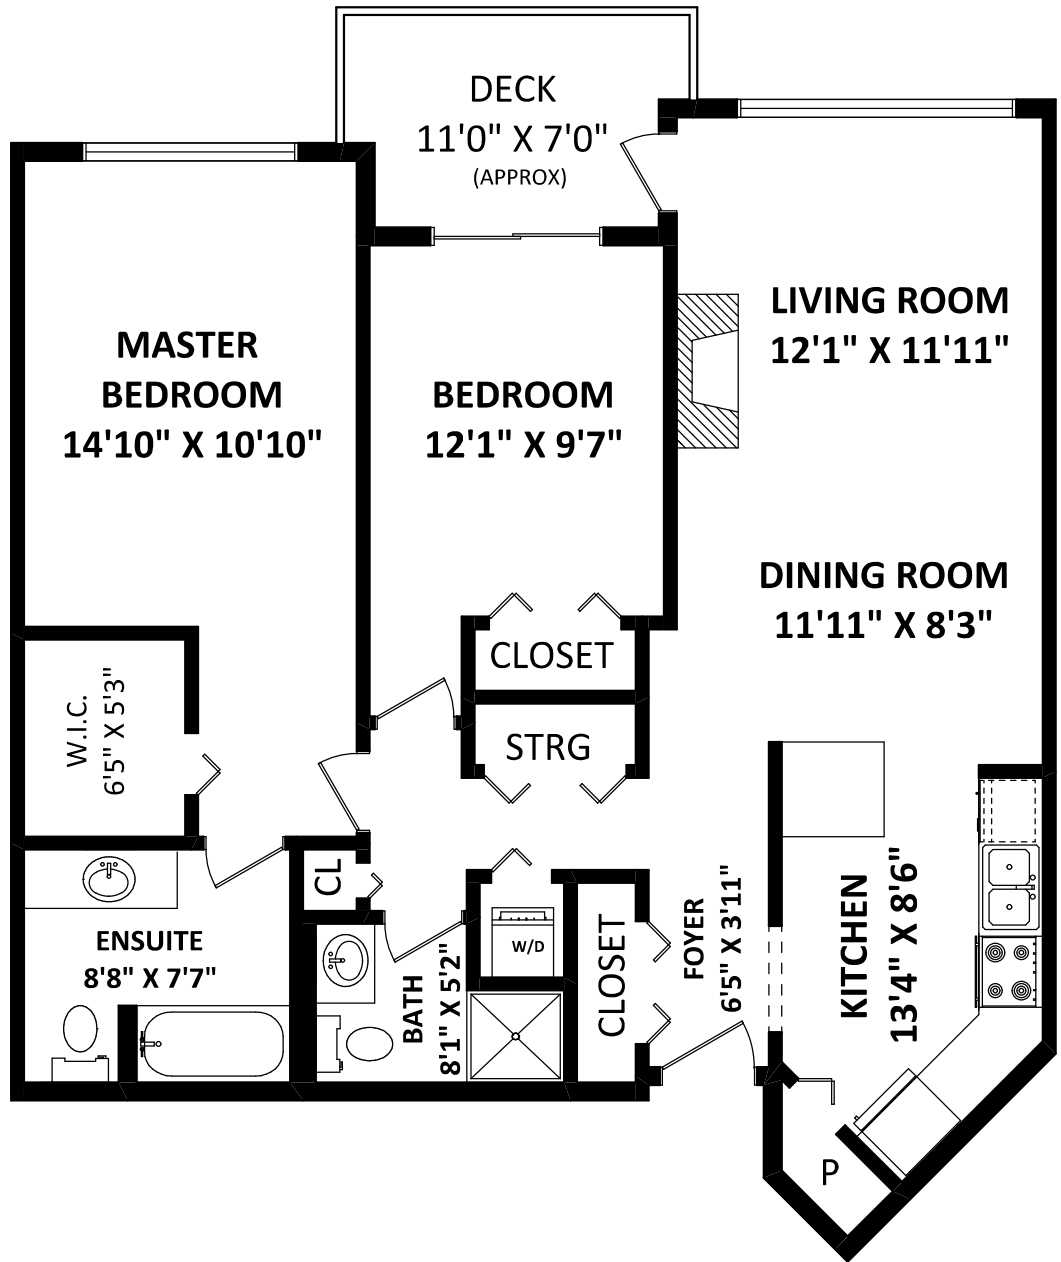 DECK
11'0" X 7'0"
(APPROX)
LIVING ROOM
12'1" X 11'11"
MASTER
BEDROOM
14'10" X 10'10"
BEDROOM
12'1" X 9'7"
DINING ROOM
11'11" X 8'3"
CLOSET
W.I.C.
6'5" X 5'3"
STRG
CL
KITCHEN
13'4" X 8'6"
FOYER
6'5" X 3'11"
ENSUITE
8'8" X 7'7"
W/D
CLOSET
BATH
8'1" X 5'2"
P